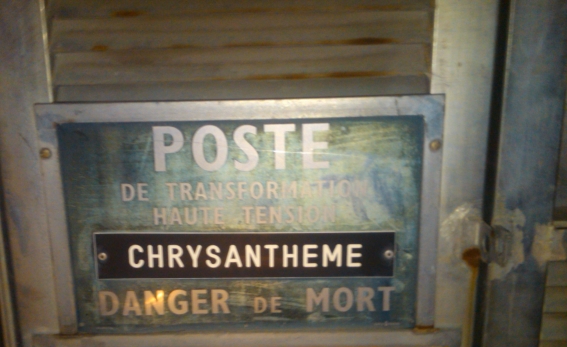 POSTE
DE TRANSFORMATION
HAUTE TENSION
CHRYSANTHEME
DANGER DE MORT